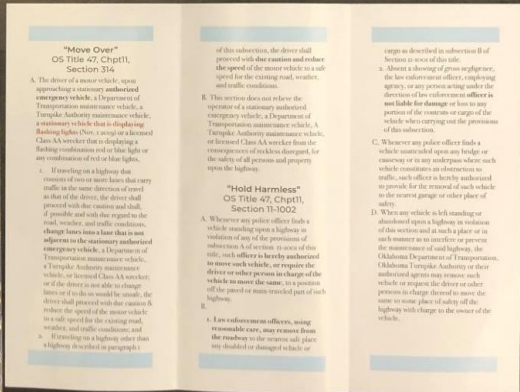 “Move Over”
OS Title 47, Chpt11,
Section 314
A. The driver of a motor vehicle, upon
approaching a stationary authorized
emergency vehicle, a Department of
Transportation maintenance vehicle, a
Turnpike Authority maintenance vehicle,
a stationary vehicle that is displaying
flashing lights (Nov. 1 2019) or a licensed
Class AA wrecker that is displaying a
flashing combination red or blue light or
any combination of red or blue lights,
1. If traveling on a highway that
consists of two or more lanes that carry
traffic in the same direction of travel
as that of the driver, the driver shall
proceed with due caution and shall,
if possible and with due regard to the
road, weather, and traffic conditions,
change lanes into a lane that is not
adjacent to the stationary authorized
emergency vehicle, a Department of
Transportation maintenance vehicle,
a Turnpike Authority maintenance
vehicle, or licensed Class AA wrecker;
or if the driver is not able to change
lanes or if to do so would be unsafe, the
driver shall proceed with due caution &
reduce the speed of the motor vehicle
to a safe speed for the existing road,
weather, and traffic conditions; and
2. If traveling on a highway other than
a highway described in paragraph 1
of this subsection, the driver shall
proceed with due caution and reduce
the speed of the motor vehicle to a safe
speed for the existing road, weather,
and traffic conditions.
B. This section does not relieve the
operator of a stationary authorized
emergency vehicle, a Department of
Transportation maintenance vehicle, A
Turnpike Authority maintenance vehicle,
or licensed Class AA wrecker from the
consequences of reckless disregard, for
the safety of all persons and property
upon the highway.
“Hold Harmless”
OS Title 47, Chpt11,
Section 11-1002
A. Whenever any police officer finds a
vehicle standing upon a highway in
violation of any of the provisions of
subsection A of section 11-1001 of this
title, such officer is hereby authorized
to move such vehicle, or require the
driver or other person in charge of the
vehicle to move the same, to a position
off the paved or main-traveled part of such
highway.
B.
1. Law enforcement officers, using
reasonable care, may remove from
the roadway to the nearest safe place
any disabled or damaged vehicle or
cargo as described in subsection B of
Section 11-1001 of this title.
2. Absent a showing of gross negligence,
the law enforcement officer, employing
agency, or any person acting under the
direction of law enforcement officer is
not liable for damage or loss to any
portion of the contents or cargo of the
vehicle when carrying out the provisions
of this subsection.
C. Whenever any police officer finds a
vehicle unattended upon any bridge or
causeway or in any underpass where such
vehicle constitutes an obstruction to
traffic, such officer is hereby authorized
to provide for the removal of such vehicle
to the nearest garage or other place of
safety.
D. When any vehicle is left standing or
abandoned upon a highway in violation
of this section and at such a place or in
such manner as to interfere or prevent
the maintenance of said highway, the
Oklahoma Department of Transportation,
Oklahoma Turnpike Authority or their
authorized agents may remove such
vehicle or request the driver or other
persons in charge thereof to move the
same to some place of safety off the
highway with charge to the owner of the
vehicle.